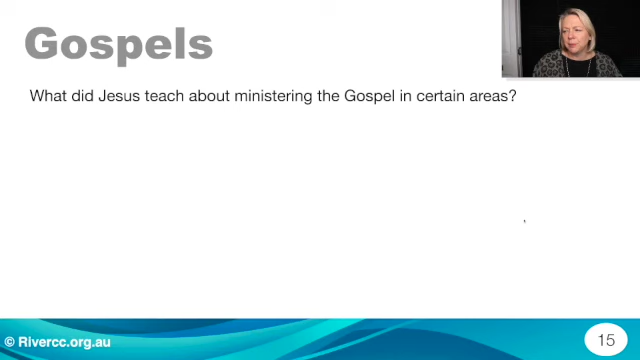 Gospels
What did Jesus teach about ministering the Gospel in certain areas?
© Rivercc.org.au
15